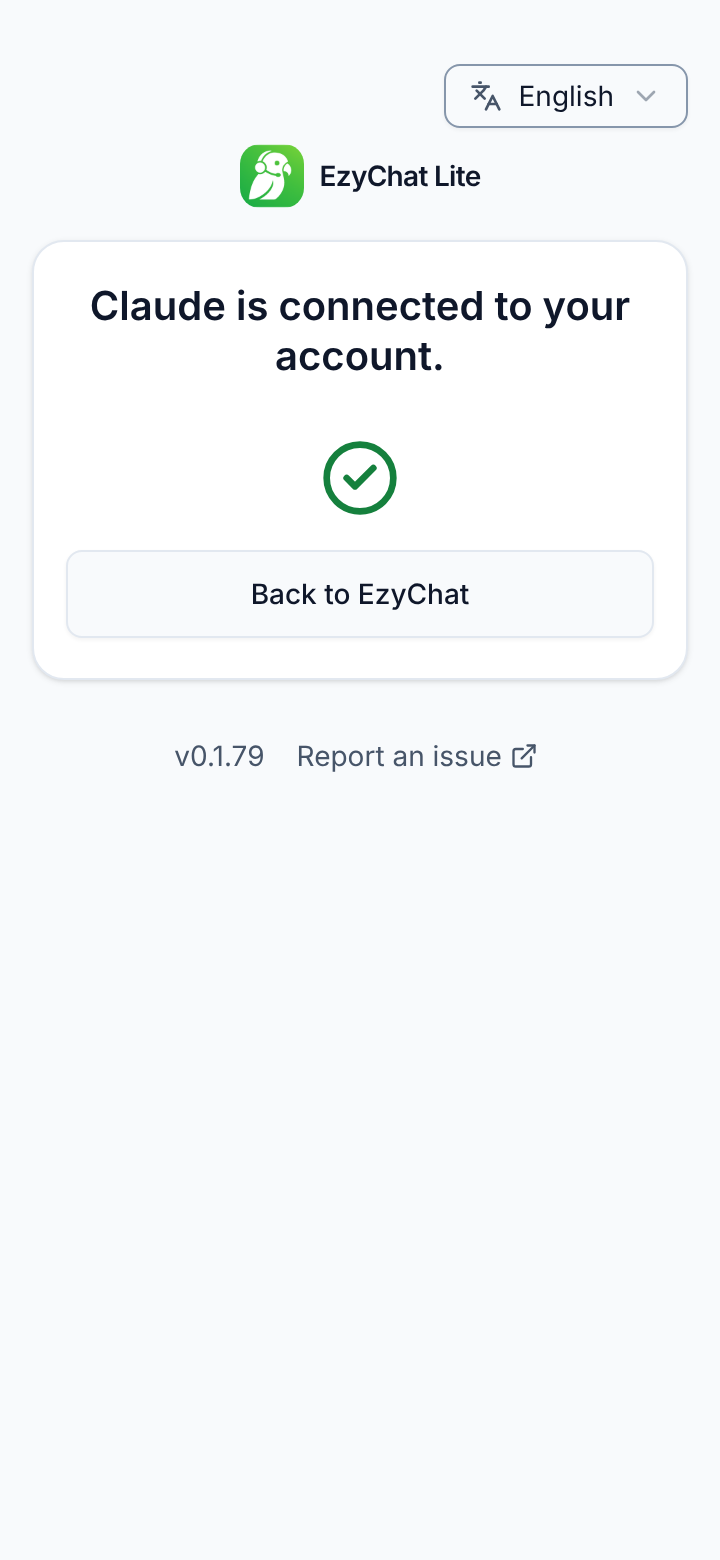 English
EzyChat Lite
Claude is connected to your
account.
Back to EzyChat
v0.1.79 Report an issue